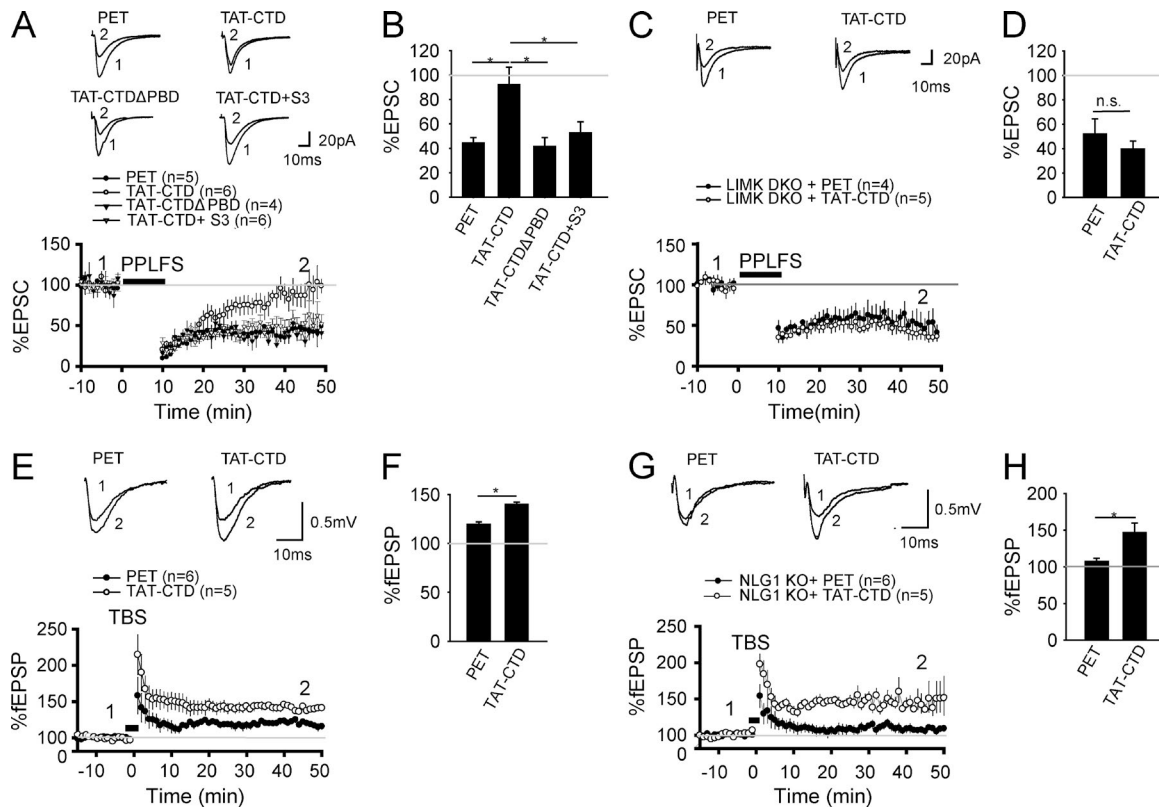 A
PET
TAT-CTD
2
1
2
1
TAT-CTDΔPBD
TAT-CTD+S3
2
1
2
1
20pA
10ms
PET (n=5)
TAT-CTD (n=6)
TAT-CTDΔPBD (n=4)
TAT-CTD+ S3 (n=6)
%EPSC
150
100
50
0
1 PPLFS 2
-10 0 10 20 30 40 50
Time (min)
B
%EPSC
120
100
80
60
40
20
0
*
* *
PET
TAT-CTD
TAT-CTDΔPBD
TAT-CTD+S3
C
PET
TAT-CTD
2
1
2
1
20pA
10ms
LIMK DKO + PET (n=4)
LIMK DKO + TAT-CTD (n=5)
%EPSC
150
100
50
0
1 PPLFS 2
-10 0 10 20 30 40 50
Time(min)
D
%EPSC
120
100
80
60
40
20
0
n.s.
PET
TAT-CTD
E
PET
TAT-CTD
1
2
1
2
0.5mV
10ms
PET (n=6)
TAT-CTD (n=5)
%fEPSP
250
200
150
100
0
TBS
1 2
-10 0 10 20 30 40 50
Time (min)
F
%fEPSP
150
100
50
0
*
PET
TAT-CTD
G
PET
TAT-CTD
1
2
1
2
0.5mV
10ms
NLG1 KO+ PET (n=6)
NLG1 KO+ TAT-CTD (n=5)
%fEPSP
250
200
150
100
50
TBS
1 2
-10 0 10 20 30 40 50
Time (min)
H
%fEPSP
200
150
100
50
0
*
PET
TAT-CTD